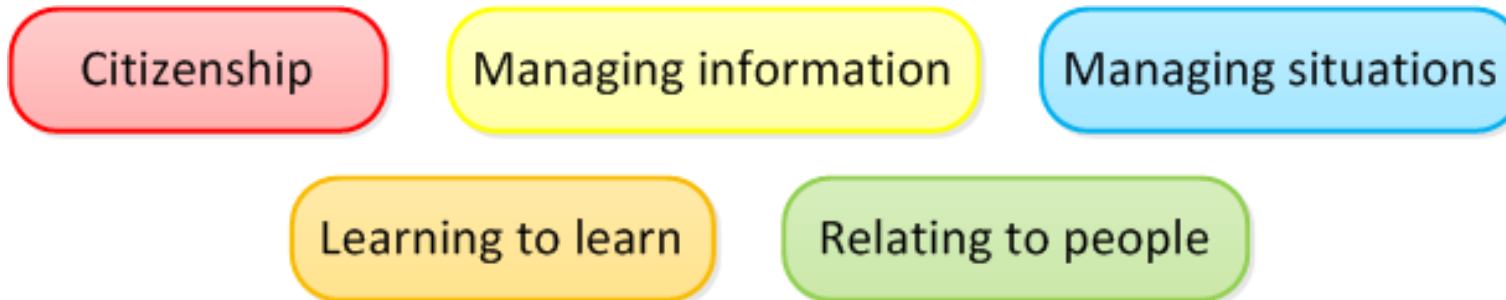 Citizenship
Managing information
Managing situations
Learning to learn
Relating to people